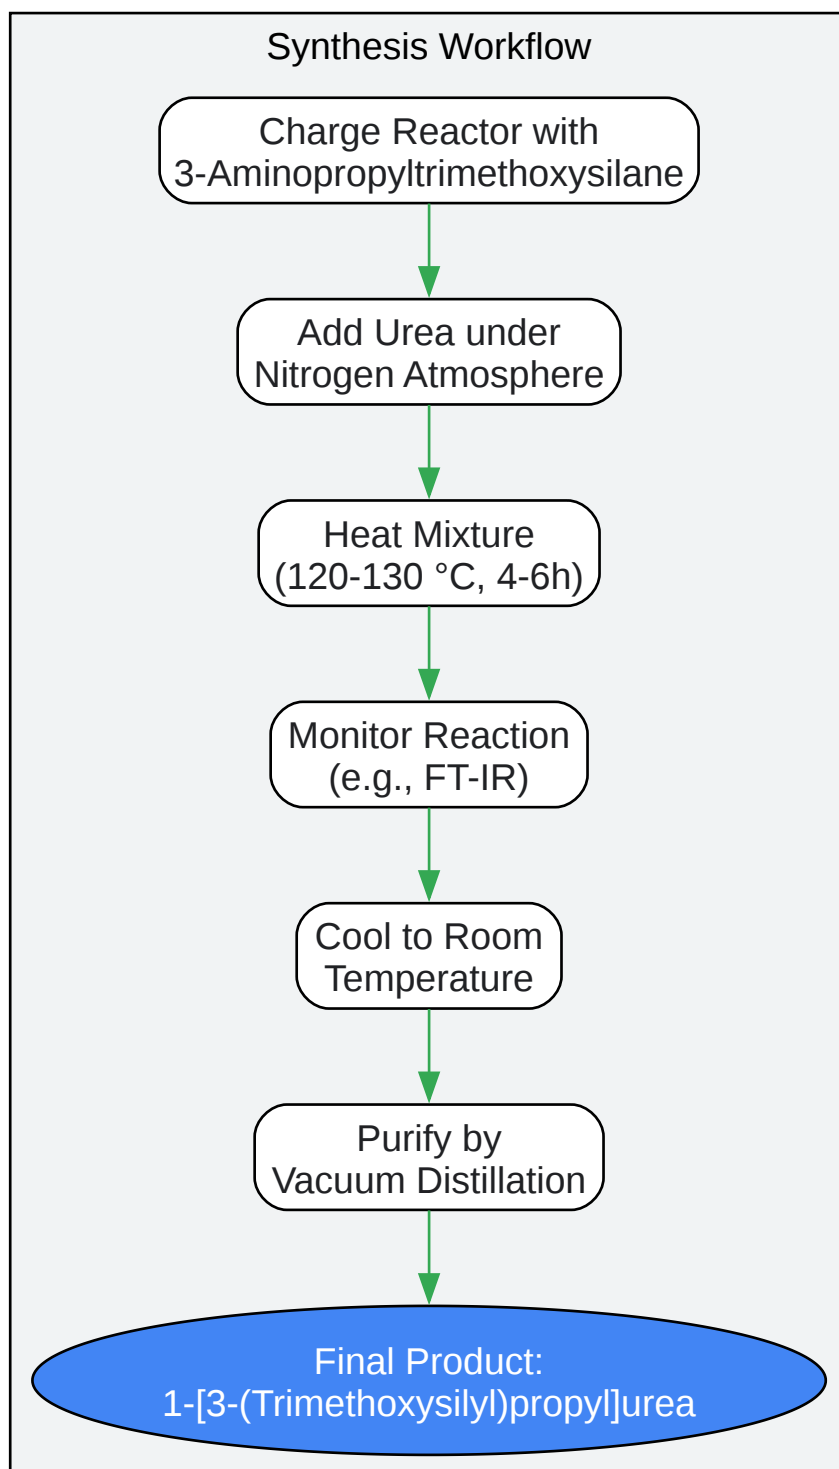 Synthesis Workflow
Charge Reactor with
3-Aminopropyltrimethoxysilane
Add Urea under
Nitrogen Atmosphere
Heat Mixture
(120-130 °C, 4-6h)
Monitor Reaction
(e.g., FT-IR)
Cool to Room
Temperature
Purify by
Vacuum Distillation
Final Product:
1-[3-(Trimethoxysilyl)propyl]urea